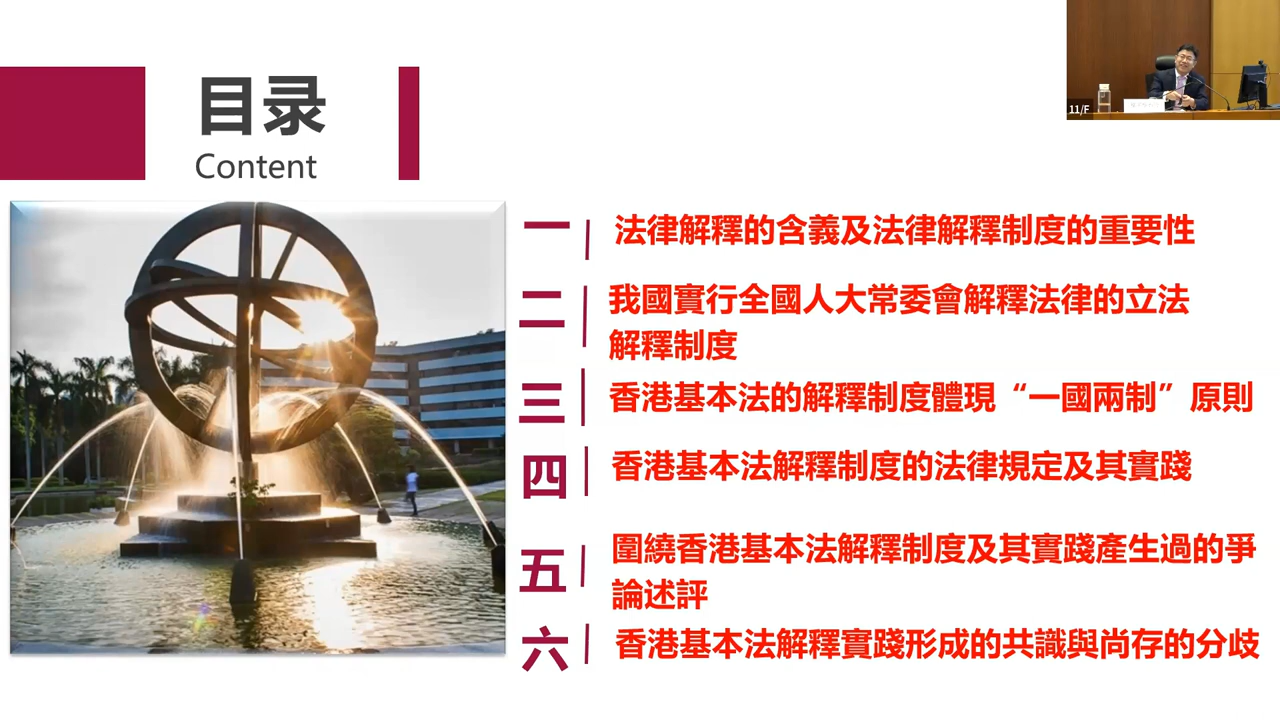 目录
Content
11/F
一 法律解釋的含義及法律解釋制度的重要性
二 我國實行全國人大常委會解釋法律的立法
解釋制度
三 香港基本法的解釋制度體現“一國兩制”原則
四 香港基本法解釋制度的法律規定及其實踐
五 圍繞香港基本法解釋制度及其實踐產生過的爭
論述評
六 香港基本法解釋實踐形成的共識與尚存的分歧